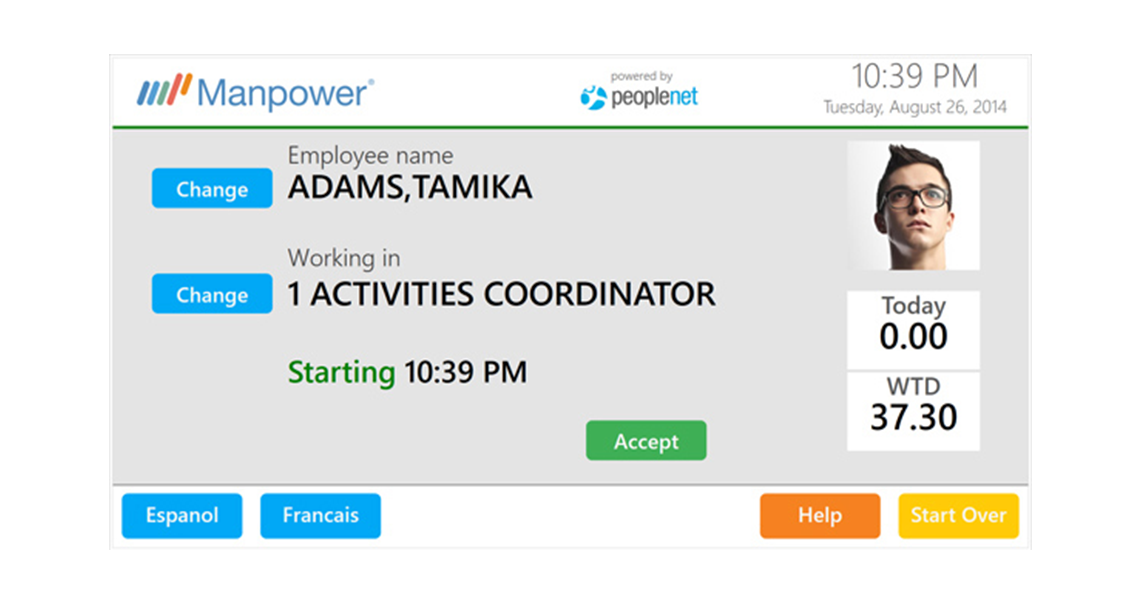 Manpower®
powered by
peoplenet
10:39 PM
Tuesday, August 26, 2014
Employee name
Change
ADAMS,TAMIKA
Working in
Change
1 ACTIVITIES COORDINATOR
Starting 10:39 PM
Today
0.00
WTD
37.30
Accept
Espanol
Francais
Help
Start Over